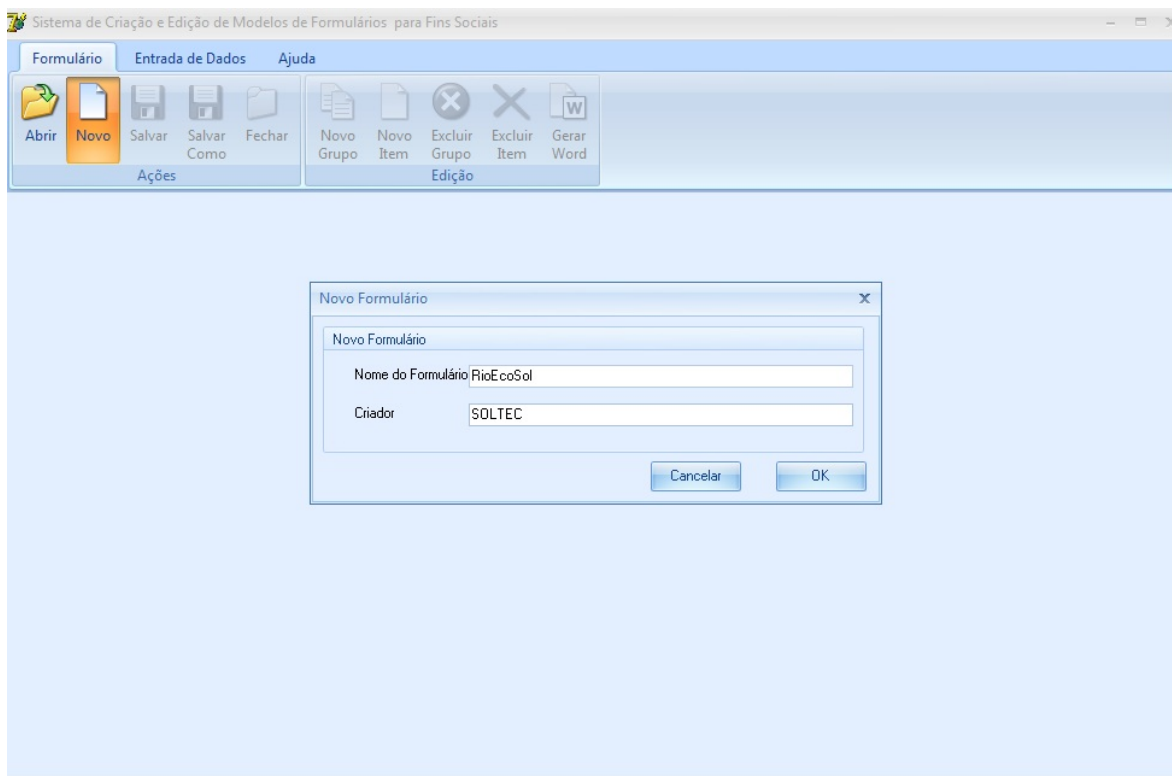 Sistema de Criação e Edição de Modelos de Formulários para Fins Sociais
Formulário Entrada de Dados Ajuda
Abrir Novo Salvar Salvar Como Fechar Novo Grupo Novo Item Excluir Grupo Excluir Item Gerar Word
Ações Edição
Novo Formulário
Novo Formulário
Nome do Formulário RioEcoSol
Criador SOLTEC
Cancelar OK